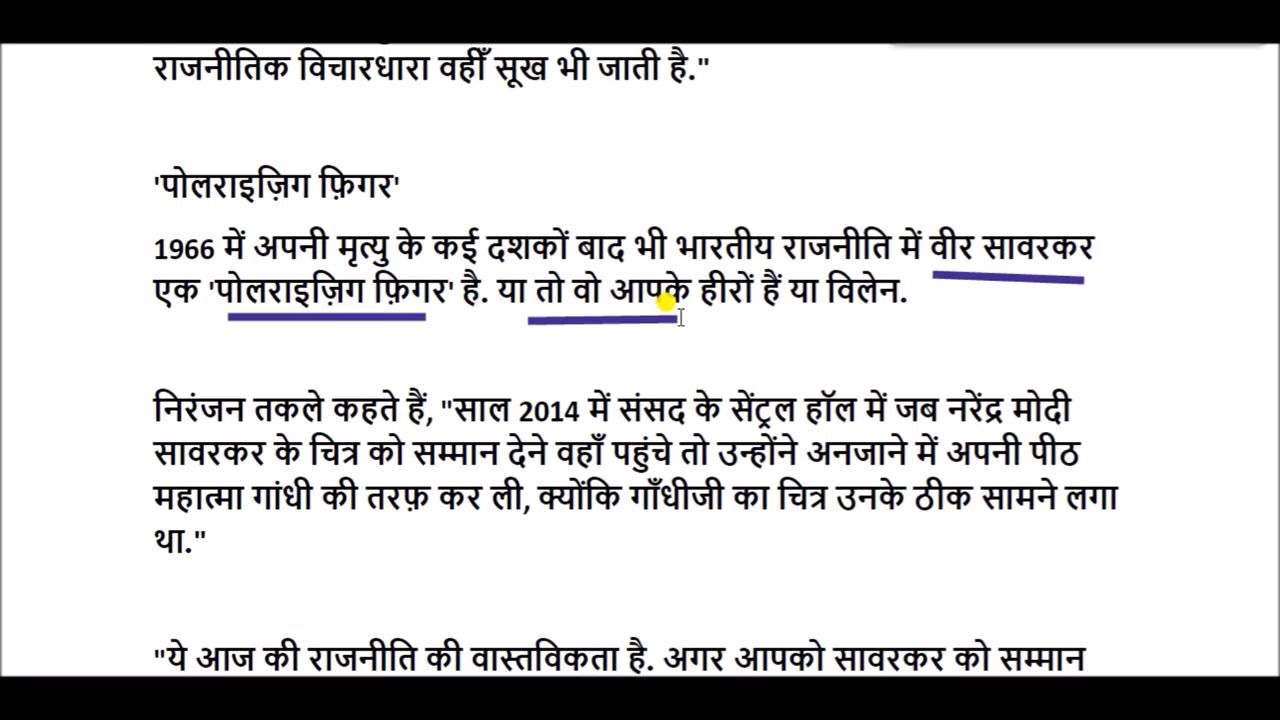 राजनीतिक विचारधारा वहीँ सूख भी जाती है."
'पोलराइज़िग फ़िगर'
1966 में अपनी मृत्यु के कई दशकों बाद भी भारतीय राजनीति में वीर सावरकर
एक 'पोलराइज़िग फ़िगर' है. या तो वो आपके हीरों हैं या विलेन.
निरंजन तकले कहते हैं, "साल 2014 में संसद के सेंट्रल हॉल में जब नरेंद्र मोदी
सावरकर के चित्र को सम्मान देने वहाँ पहुंचे तो उन्होंने अनजाने में अपनी पीठ
महात्मा गांधी की तरफ़ कर ली, क्योंकि गाँधीजी का चित्र उनके ठीक सामने लगा
था."
"ये आज की राजनीति की वास्तविकता है. अगर आपको सावरकर को सम्मान